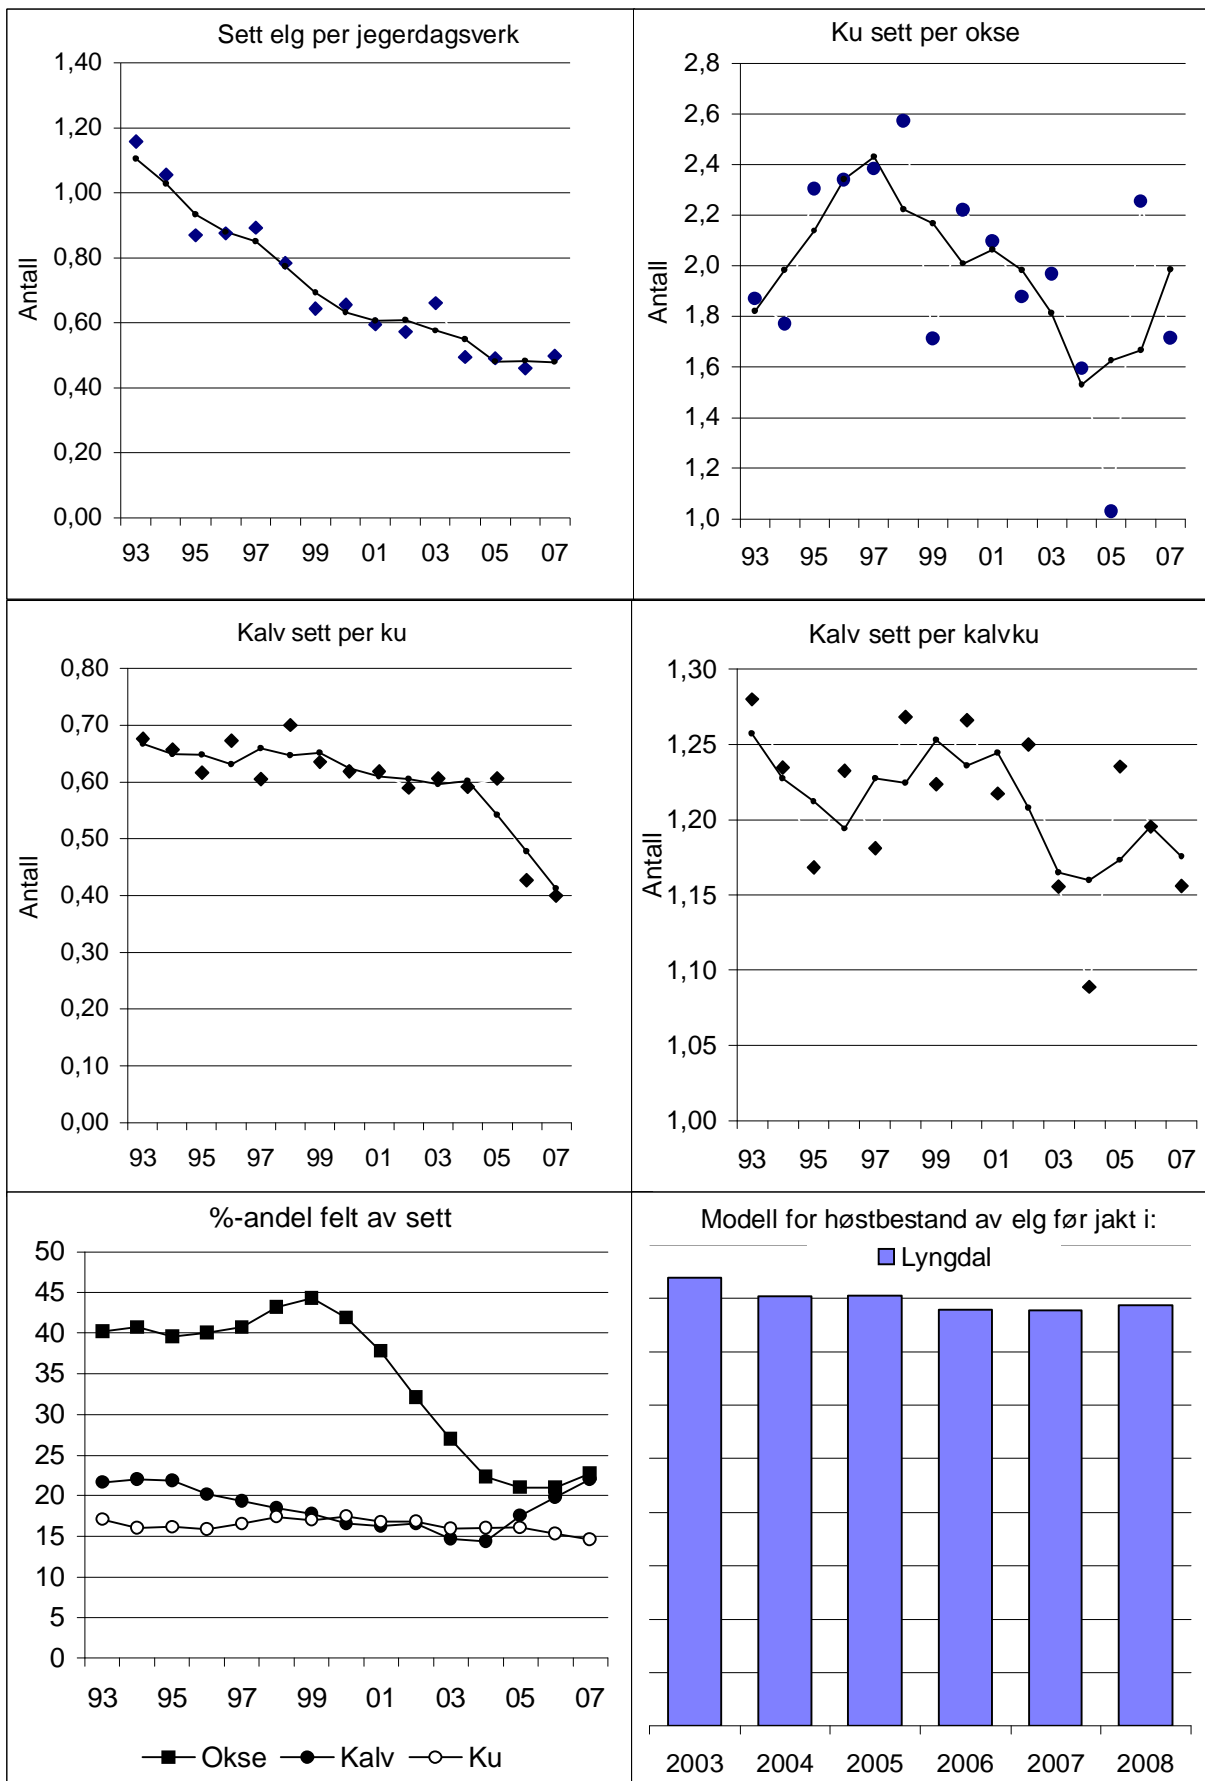 Sett elg per jegerdagsverk
1,40
1,20
1,00
0,80
0,60
0,40
0,20
0,00
Antall
93 95 97 99 01 03 05 07
Ku sett per okse
2,8
2,6
2,4
2,2
2,0
1,8
1,6
1,4
1,2
1,0
Antall
93 95 97 99 01 03 05 07
Kalv sett per ku
0,80
0,70
0,60
0,50
0,40
0,30
0,20
0,10
0,00
Antall
93 95 97 99 01 03 05 07
Kalv sett per kalvku
1,30
1,25
1,20
1,15
1,10
1,05
1,00
Antall
93 95 97 99 01 03 05 07
%-andel felt av sett
50
45
40
35
30
25
20
15
10
5
0
93 95 97 99 01 03 05 07
Okse Kalv Ku
Modell for høstbestand av elg før jakt i:
Lyngdal
2003 2004 2005 2006 2007 2008